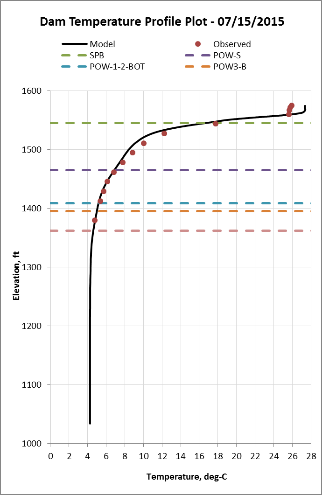 Dam Temperature Profile Plot - 07/15/2015
Model Observed
SPB POW-S
POW-1-2-BOT POW3-B
1600
1500
1400
1300
1200
1100
1000
Elevation, ft
0 2 4 6 8 10 12 14 16 18 20 22 24 26 28
Temperature, deg-C